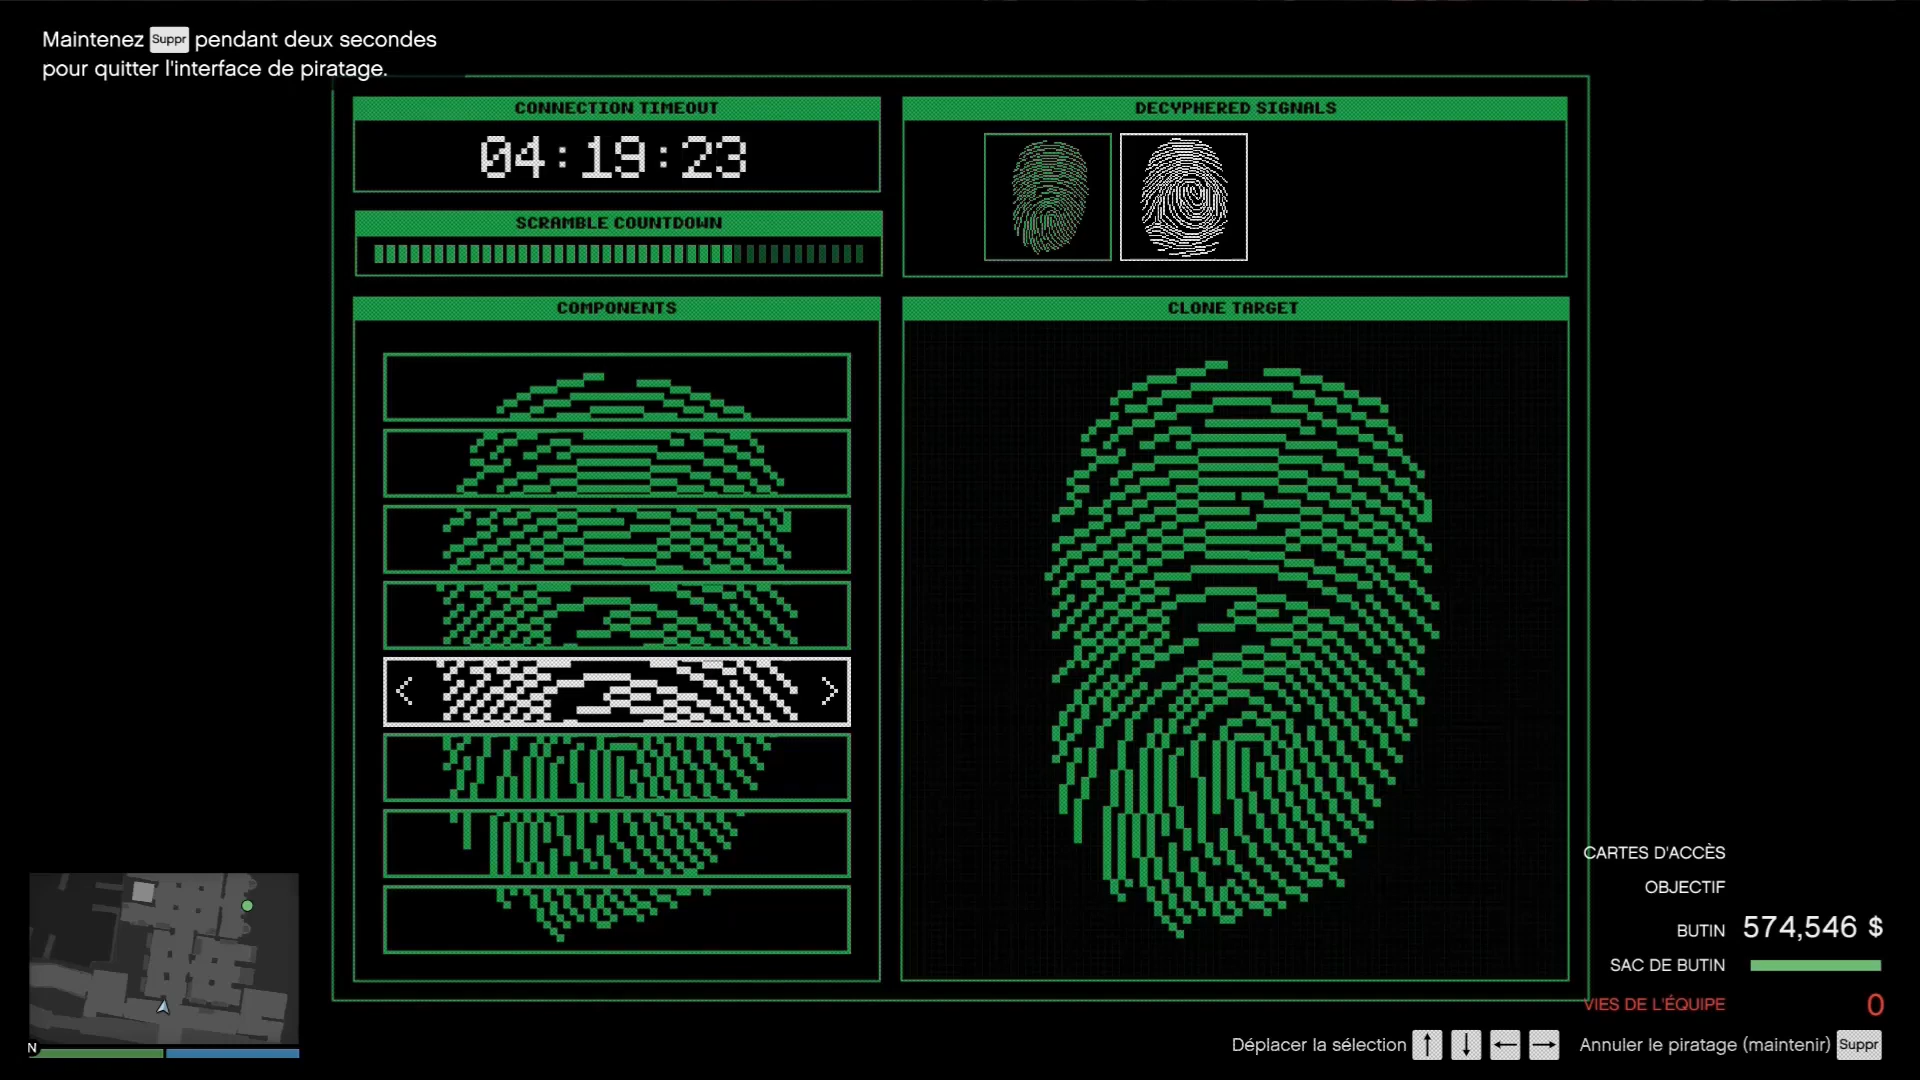 Maintenez Suppr pendant deux secondes
pour quitter l'interface de piratage.
CONNECTION TIMEOUT
04:19:23
DECYPHERED SIGNALS
SCRAMBLE COUNTDOWN
COMPONENTS
CLONE TARGET
CARTES D'ACCÈS
OBJECTIF
BUTIN 574,546 $
SAC DE BUTIN
VIES DE L'ÉQUIPE 0
N
Déplacer la sélection ↑ ↓ ← → Annuler le piratage (maintenir) Suppr